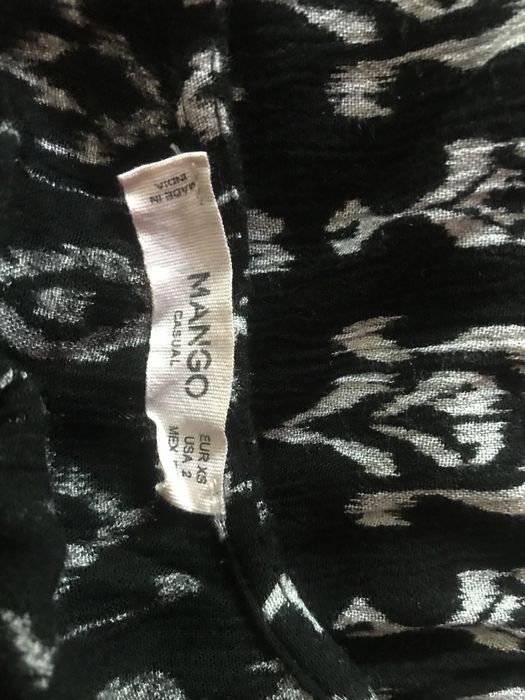 MADE IN
INDIA.
MANGO
CASUAL
EUR XS
USA 2
MEX